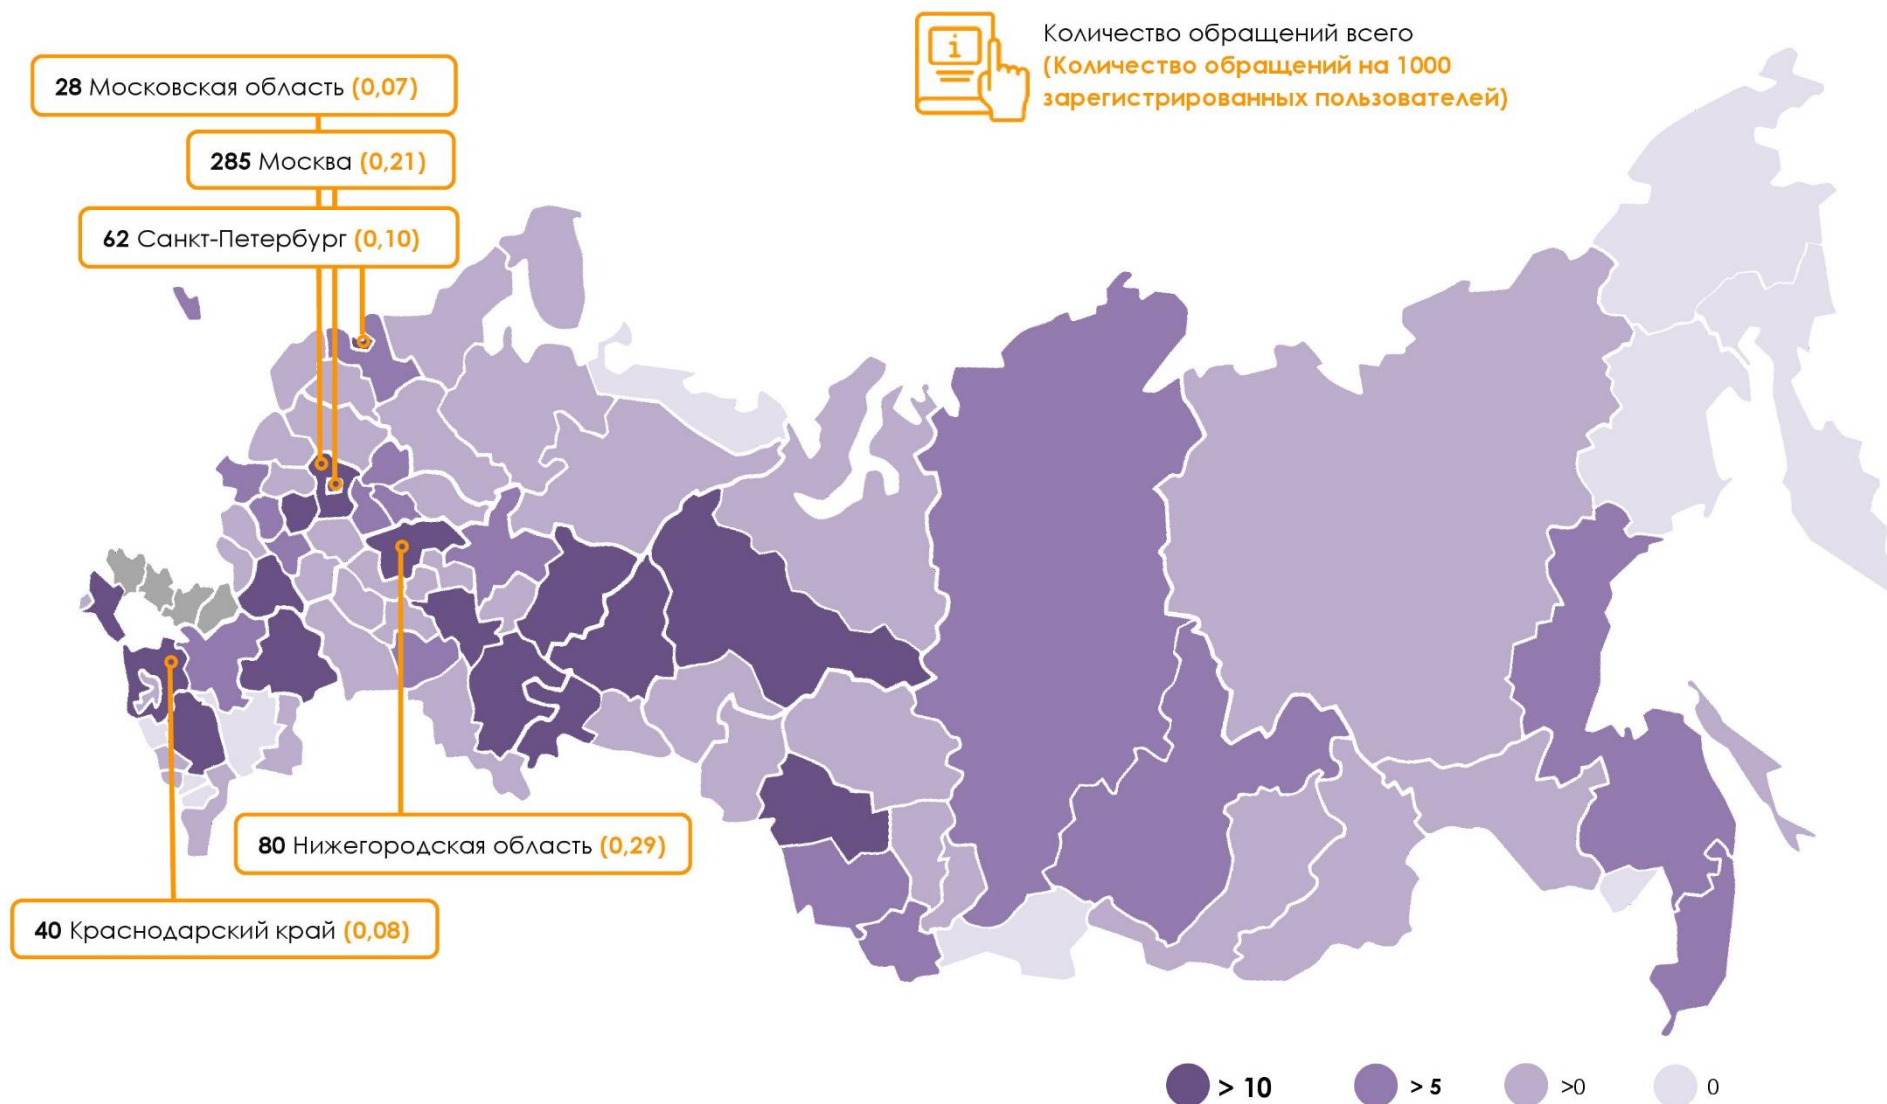 Количество обращений всего
(Количество обращений на 1000
зарегистрированных пользователей)
28 Московская область (0,07)
285 Москва (0,21)
62 Санкт-Петербург (0,10)
80 Нижегородская область (0,29)
40 Краснодарский край (0,08)
> 10
> 5
>0
0